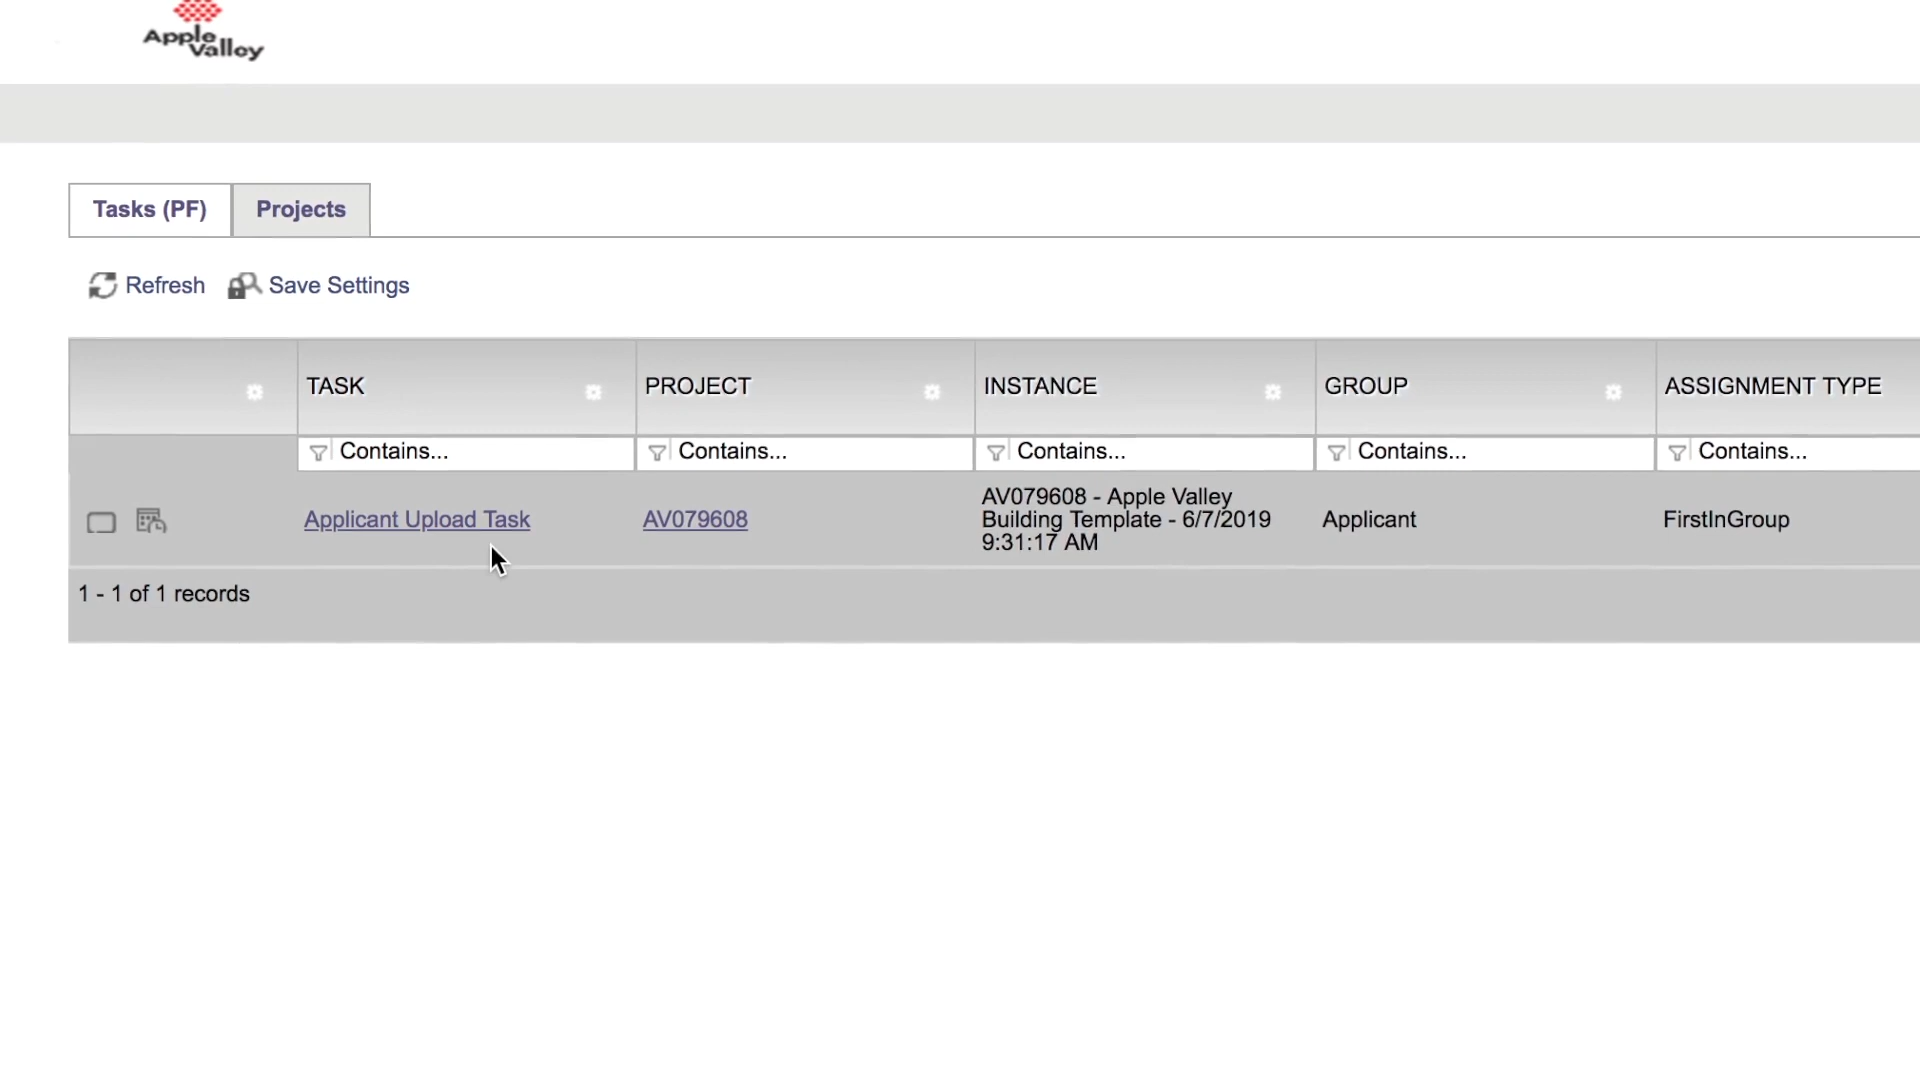 Apple
Valley
Tasks (PF) Projects
Refresh Save Settings
TASK PROJECT INSTANCE GROUP ASSIGNMENT TYPE
Contains... Contains... Contains... Contains... Contains...
Applicant Upload Task AV079608 AV079608 - Apple Valley
Building Template - 6/7/2019
9:31:17 AM Applicant FirstInGroup
1 - 1 of 1 records